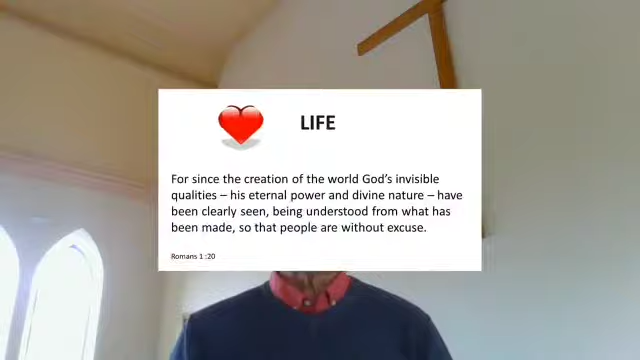 LIFE
For since the creation of the world God's invisible
qualities – his eternal power and divine nature – have
been clearly seen, being understood from what has
been made, so that people are without excuse.
Romans 1 :20